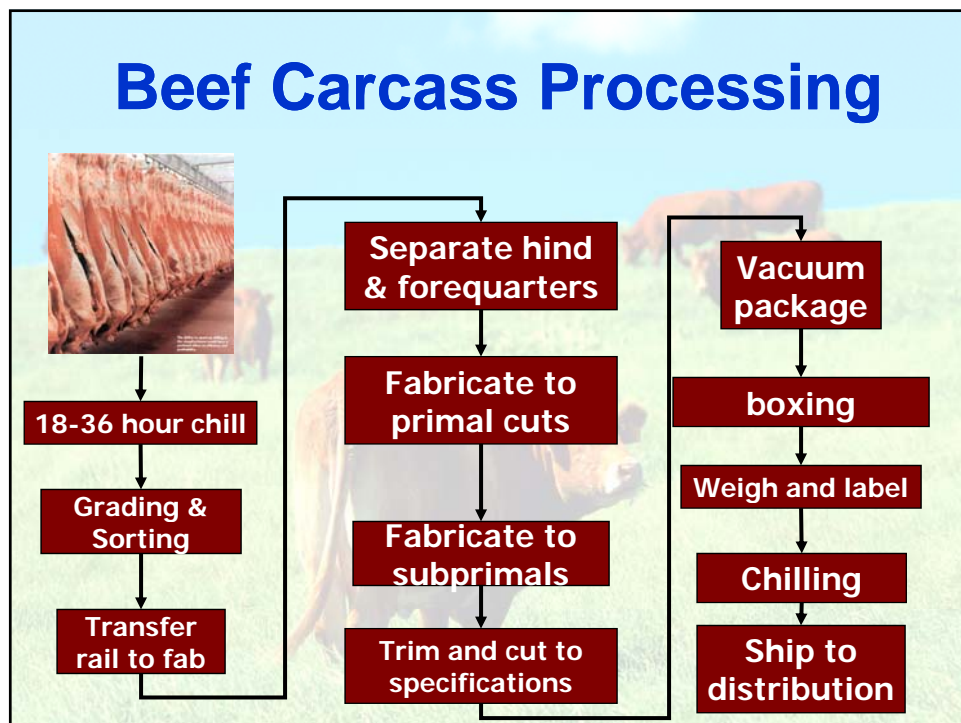 Beef Carcass Processing
18-36 hour chill
Grading &
Sorting
Transfer
rail to fab
Separate hind
& forequarters
Fabricate to
primal cuts
Fabricate to
subprimals
Trim and cut to
specifications
Vacuum
package
boxing
Weigh and label
Chilling
Ship to
distribution